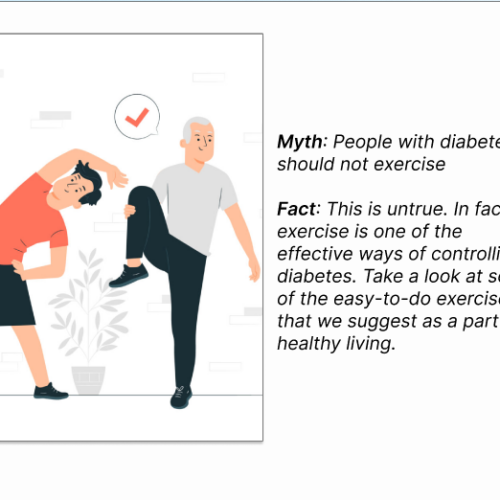 Myth: People with diabete
should not exercise
Fact: This is untrue. In fac
exercise is one of the
effective ways of controlli
diabetes. Take a look at s
of the easy-to-do exercis
that we suggest as a part
healthy living.